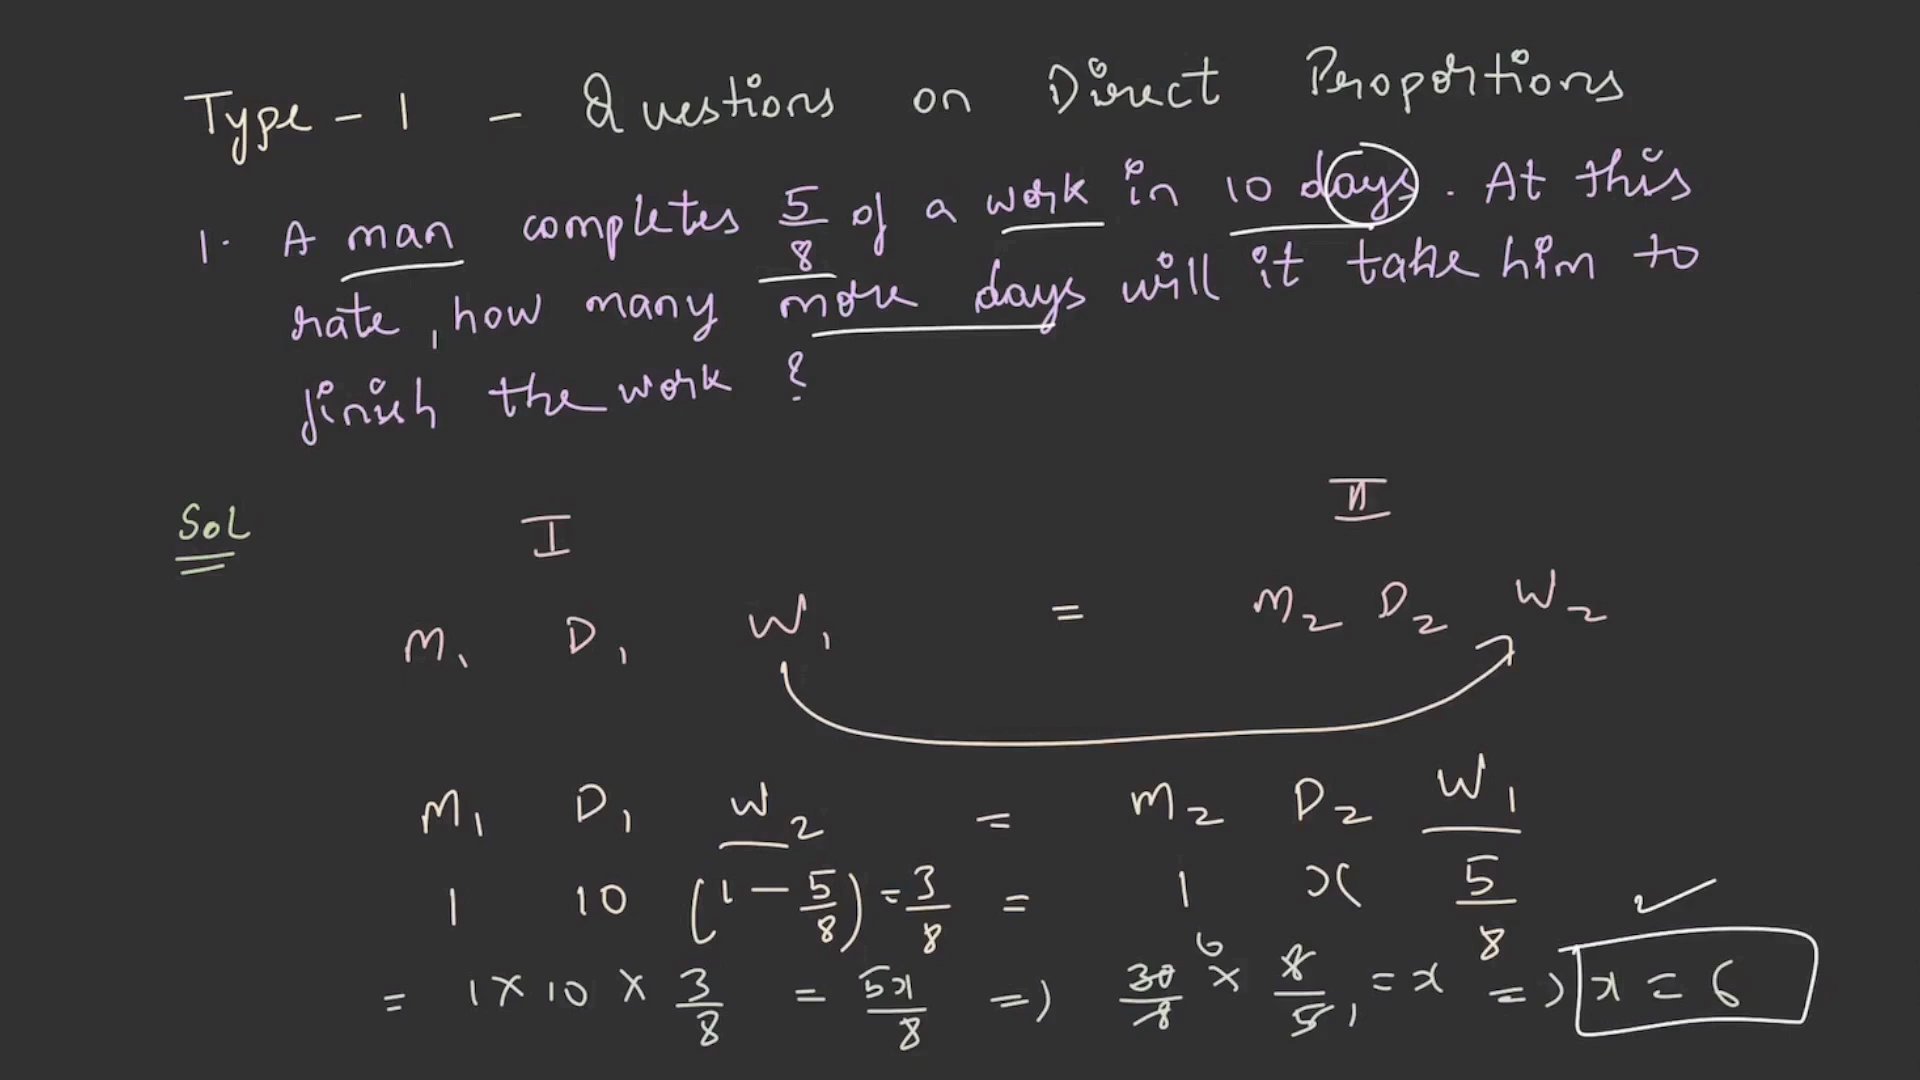 Type - 1 - Questions on Direct Proportions
1. A man completes 5/8 of a work in 10 days. At this
rate, how many more days will it take him to
finish the work ?
Sol
I II
M₁ D₁ W₁ = M₂ D₂ W₂
M₁ D₁ W₂ = M₂ D₂ W₁
1 10 (1 - 5/8) = 3/8 = 1 x 5/8
= 1 × 10 × 3/8 = 5x/8 => 30/8 6 × 8/5 1 = x => x = 6